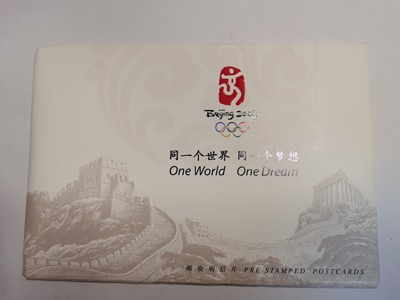 Beijing 2008
同一个世界 同一个梦想
One World One Dream
邮资明信片 PRE-STAMPED POSTCARDS